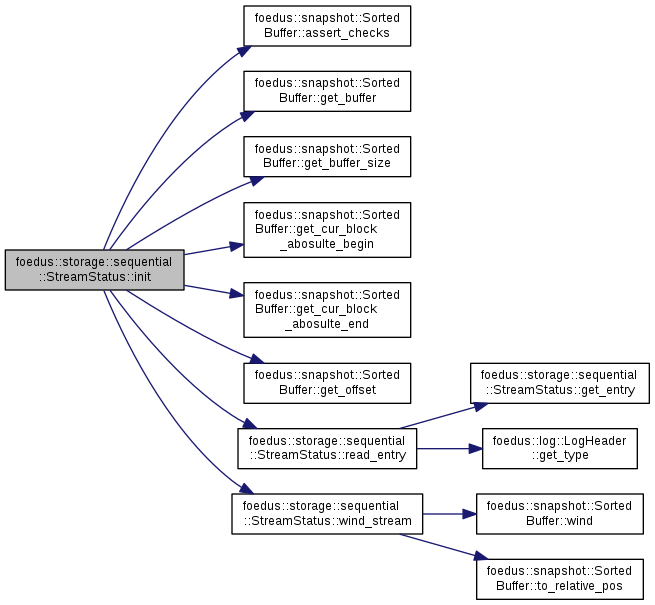 foedus::snapshot::Sorted
Buffer::assert_checks
foedus::snapshot::Sorted
Buffer::get_buffer
foedus::snapshot::Sorted
Buffer::get_buffer_size
foedus::snapshot::Sorted
Buffer::get_cur_block
_abosulte_begin
foedus::storage::sequential
::StreamStatus::init
foedus::snapshot::Sorted
Buffer::get_cur_block
_abosulte_end
foedus::snapshot::Sorted
Buffer::get_offset
foedus::storage::sequential
::StreamStatus::get_entry
foedus::storage::sequential
::StreamStatus::read_entry
foedus::log::LogHeader
::get_type
foedus::storage::sequential
::StreamStatus::wind_stream
foedus::snapshot::Sorted
Buffer::wind
foedus::snapshot::Sorted
Buffer::to_relative_pos